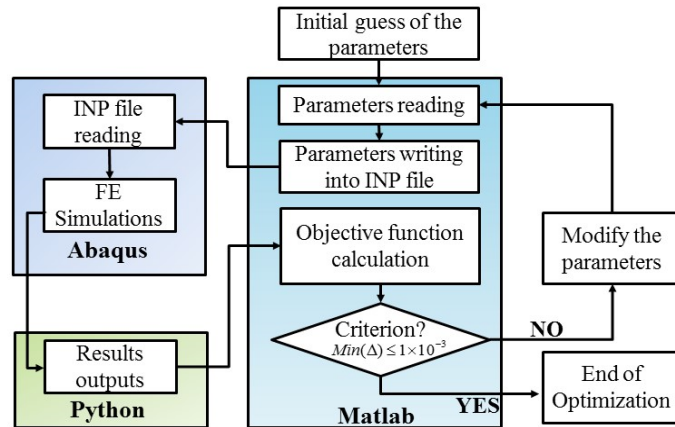 Initial guess of the
parameters
INP file
reading
FE
Simulations
Abaqus
Parameters reading
Parameters writing
into INP file
Objective function
calculation
Criterion?
Min(Δ) ≤ 1×10⁻³
Matlab
Modify the
parameters
NO
YES
End of
Optimization
Results
outputs
Python